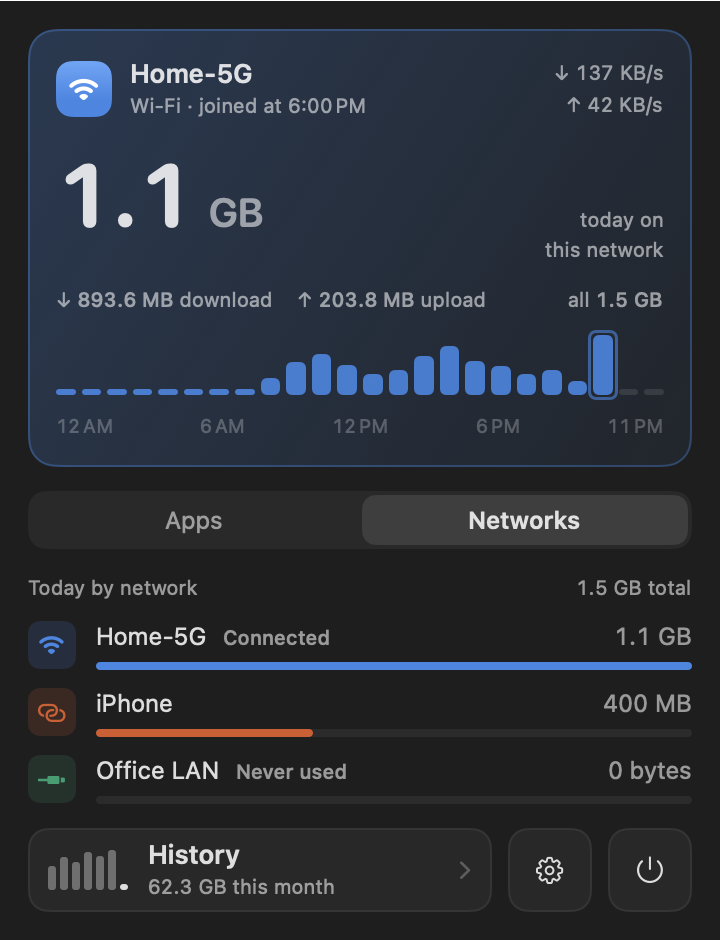 Home-5G
↓ 137 KB/s
Wi-Fi · joined at 6:00 PM
↑ 42 KB/s
1.1 GB
today on
this network
↓ 893.6 MB download ↑ 203.8 MB upload all 1.5 GB
12 AM 6 AM 12 PM 6 PM 11 PM
Apps Networks
Today by network 1.5 GB total
Home-5G Connected 1.1 GB
iPhone 400 MB
Office LAN Never used 0 bytes
History
62.3 GB this month